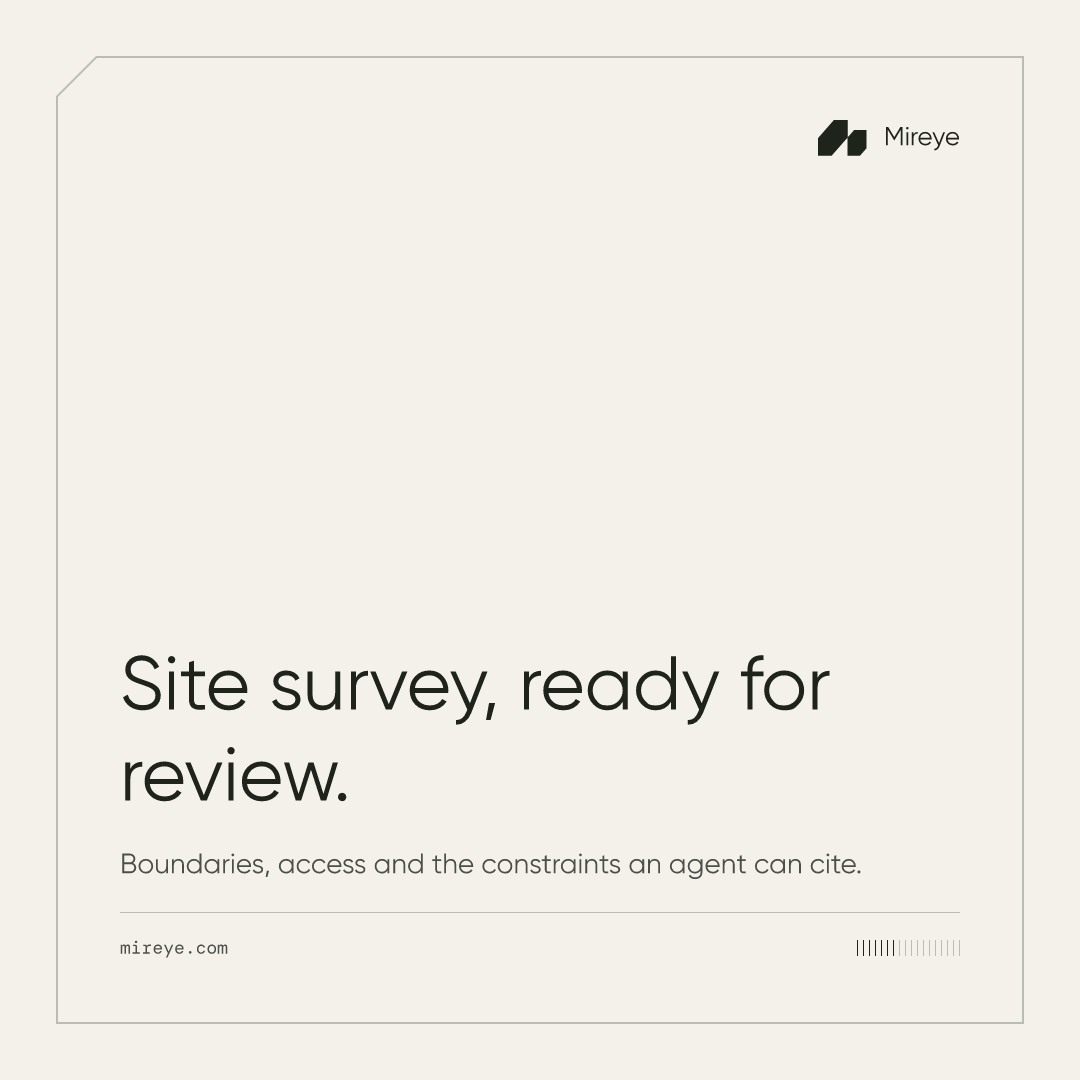 Mireye
Site survey, ready for
review.
Boundaries, access and the constraints an agent can cite.
mireye.com